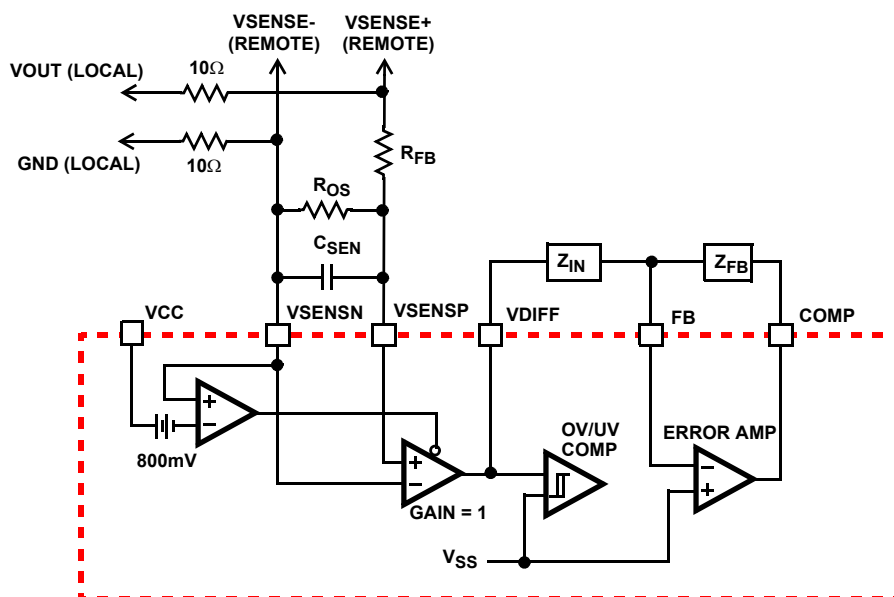 VSENSE-
(REMOTE)
VSENSE+
(REMOTE)
10Ω
VOUT (LOCAL)
GND (LOCAL)
10Ω
RFB
ROS
CSEN
ZIN
ZFB
VCC
VSENSN
VSENSP
VDIFF
FB
COMP
+
−
800mV
+
−
GAIN = 1
OV/UV
COMP
ERROR AMP
−
+
VSS